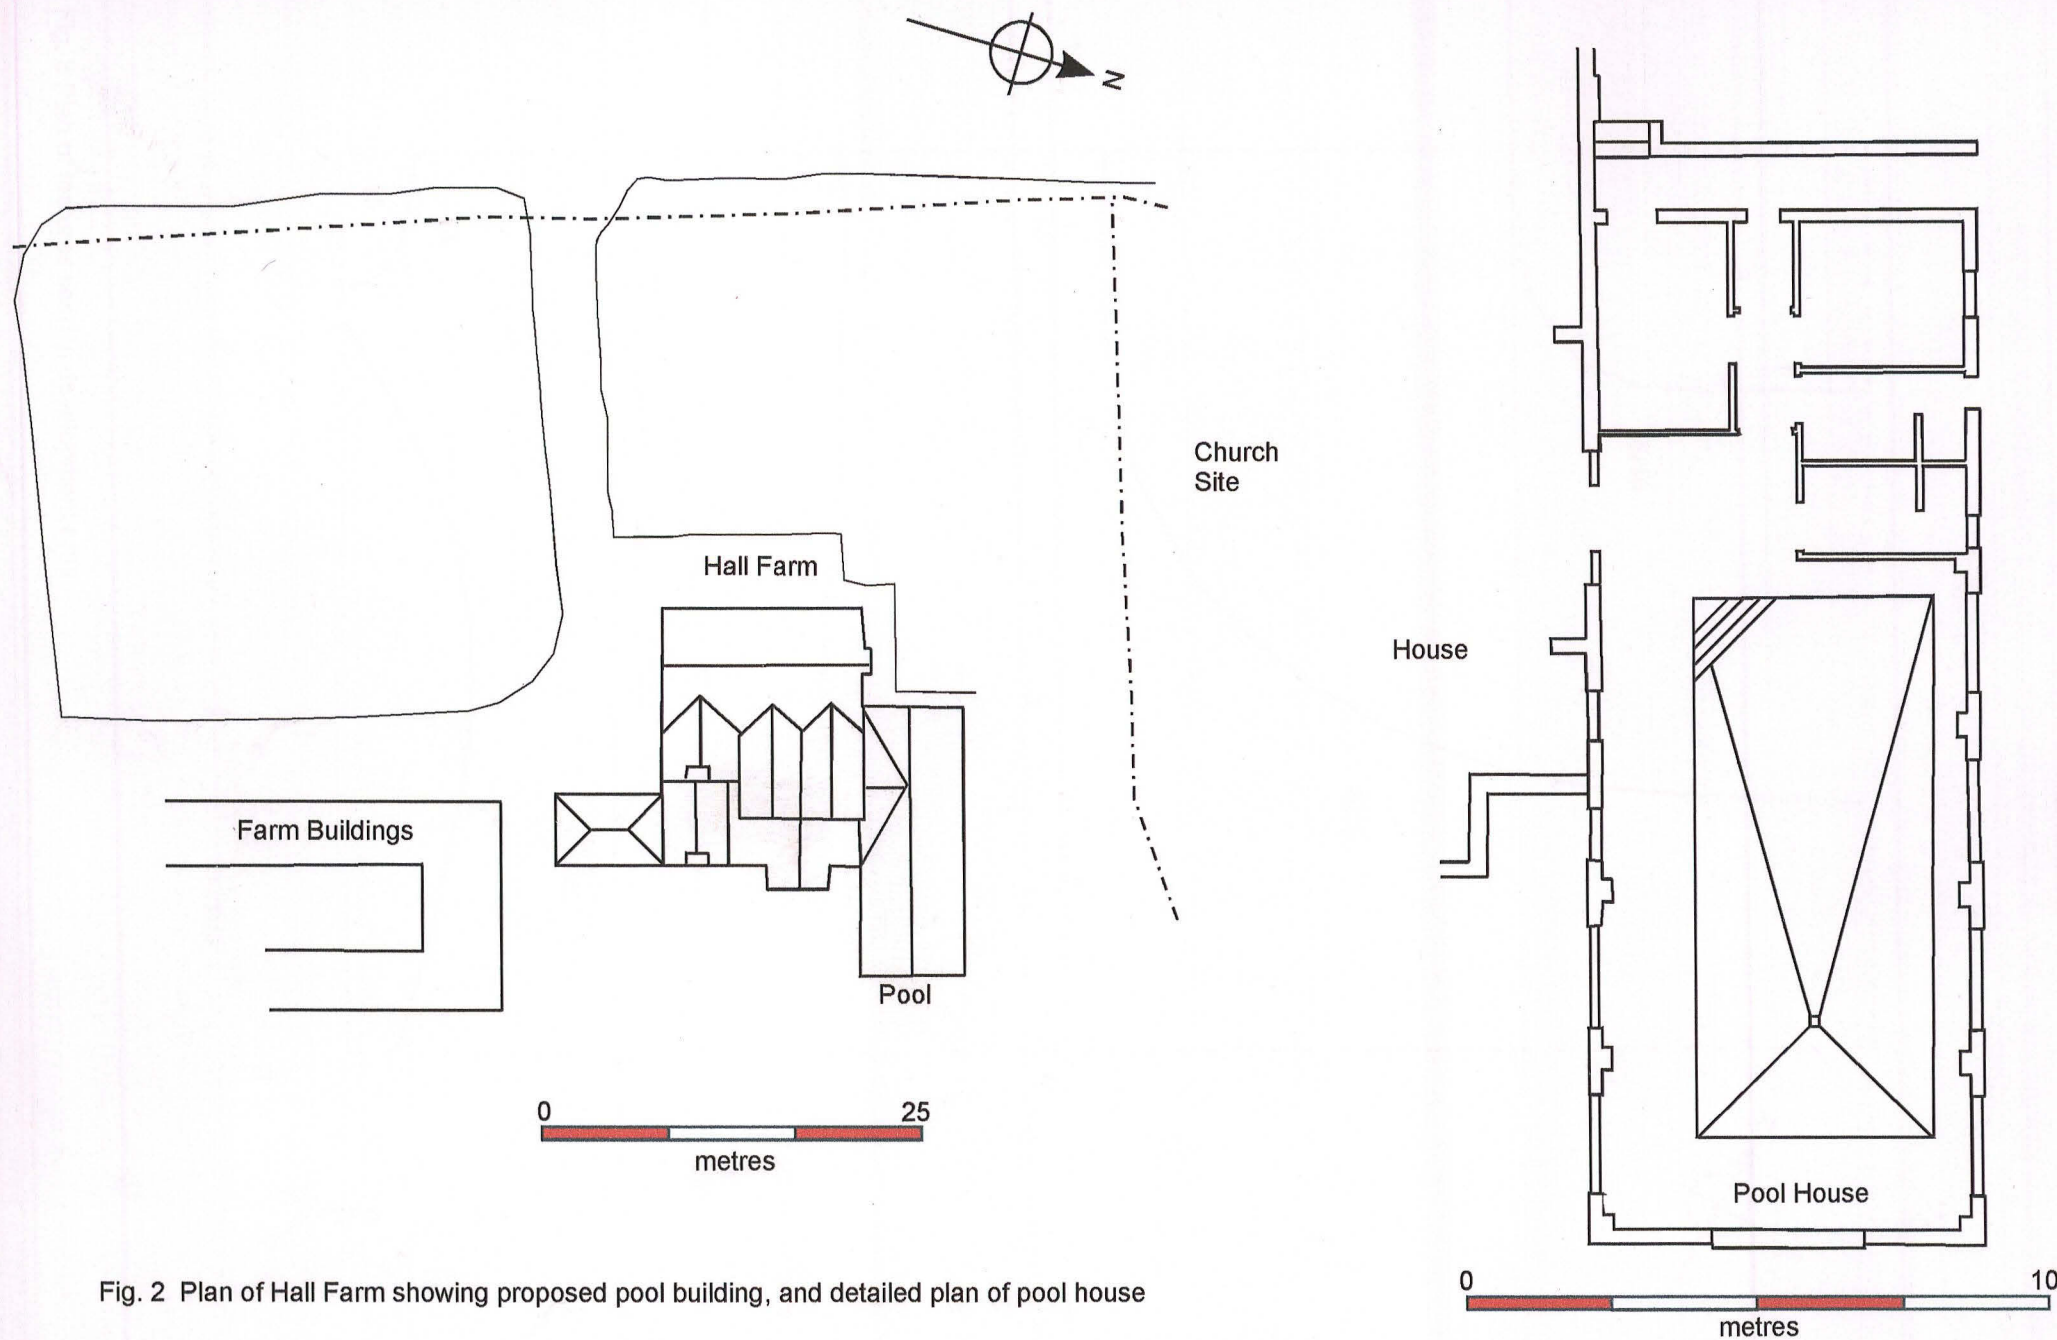 N
Church
Site
Hall Farm
House
Farm Buildings
Pool
0 25
metres
Pool House
0 10
metres
Fig. 2 Plan of Hall Farm showing proposed pool building, and detailed plan of pool house